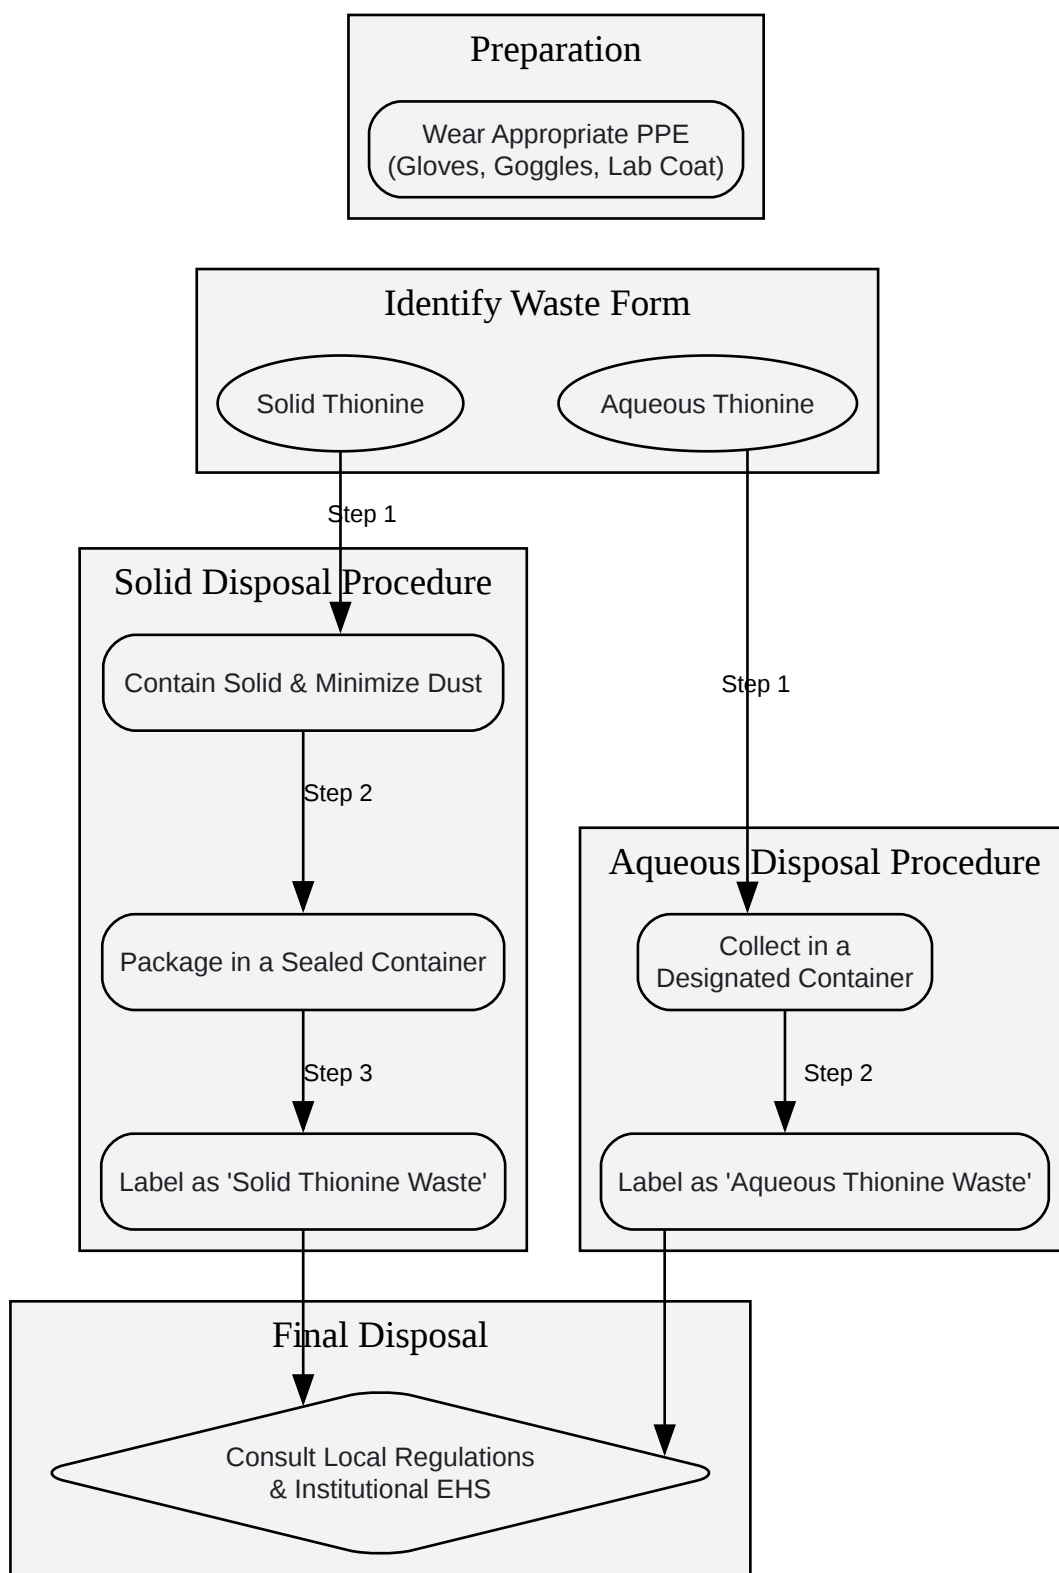 Preparation
Wear Appropriate PPE
(Gloves, Goggles, Lab Coat)
Identify Waste Form
Solid Thionine
Aqueous Thionine
Step 1
Solid Disposal Procedure
Contain Solid & Minimize Dust
Step 1
Step 2
Aqueous Disposal Procedure
Package in a Sealed Container
Collect in a
Designated Container
Step 3
Step 2
Label as 'Solid Thionine Waste'
Label as 'Aqueous Thionine Waste'
Final Disposal
Consult Local Regulations
& Institutional EHS